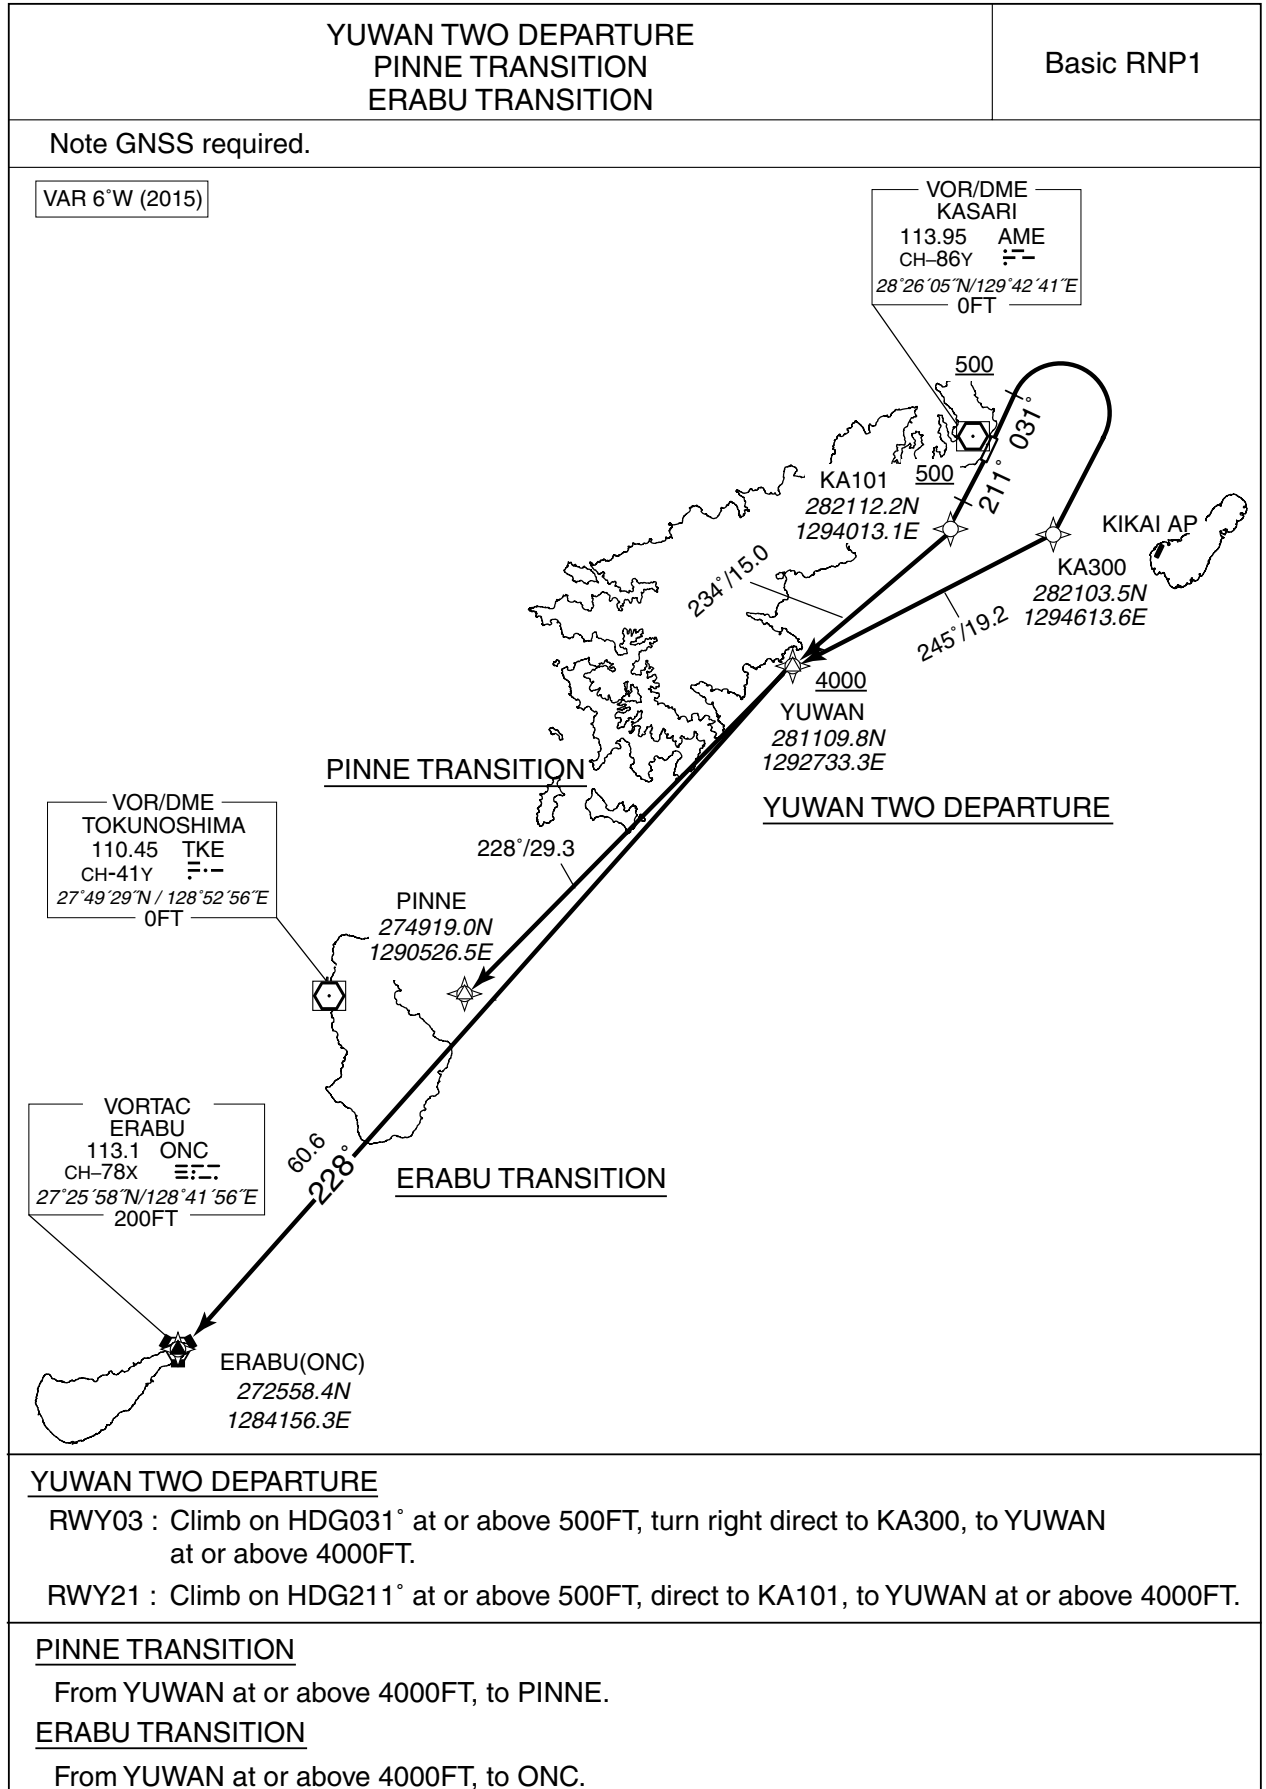 YUWAN TWO DEPARTURE
PINNE TRANSITION
ERABU TRANSITION
Basic RNP1
Note GNSS required.
VAR 6°W (2015)
VOR/DME
KASARI
113.95 AME
CH–86Y
28°26´05˝N/129°42´41˝E
0FT
500
031°
211°
500
KA101
282112.2N
1294013.1E
KIKAI AP
KA300
282103.5N
1294613.6E
234°/15.0
245°/19.2
4000
YUWAN
281109.8N
1292733.3E
PINNE TRANSITION
YUWAN TWO DEPARTURE
VOR/DME
TOKUNOSHIMA
110.45 TKE
CH-41Y
27°49´29˝N / 128°52´56˝E
0FT
228°/29.3
PINNE
274919.0N
1290526.5E
VORTAC
ERABU
113.1 ONC
CH–78X
27°25´58˝N/128°41´56˝E
200FT
60.6
228°
ERABU TRANSITION
ERABU(ONC)
272558.4N
1284156.3E
YUWAN TWO DEPARTURE
RWY03 : Climb on HDG031° at or above 500FT, turn right direct to KA300, to YUWAN
at or above 4000FT.
RWY21 : Climb on HDG211° at or above 500FT, direct to KA101, to YUWAN at or above 4000FT.
PINNE TRANSITION
From YUWAN at or above 4000FT, to PINNE.
ERABU TRANSITION
From YUWAN at or above 4000FT, to ONC.